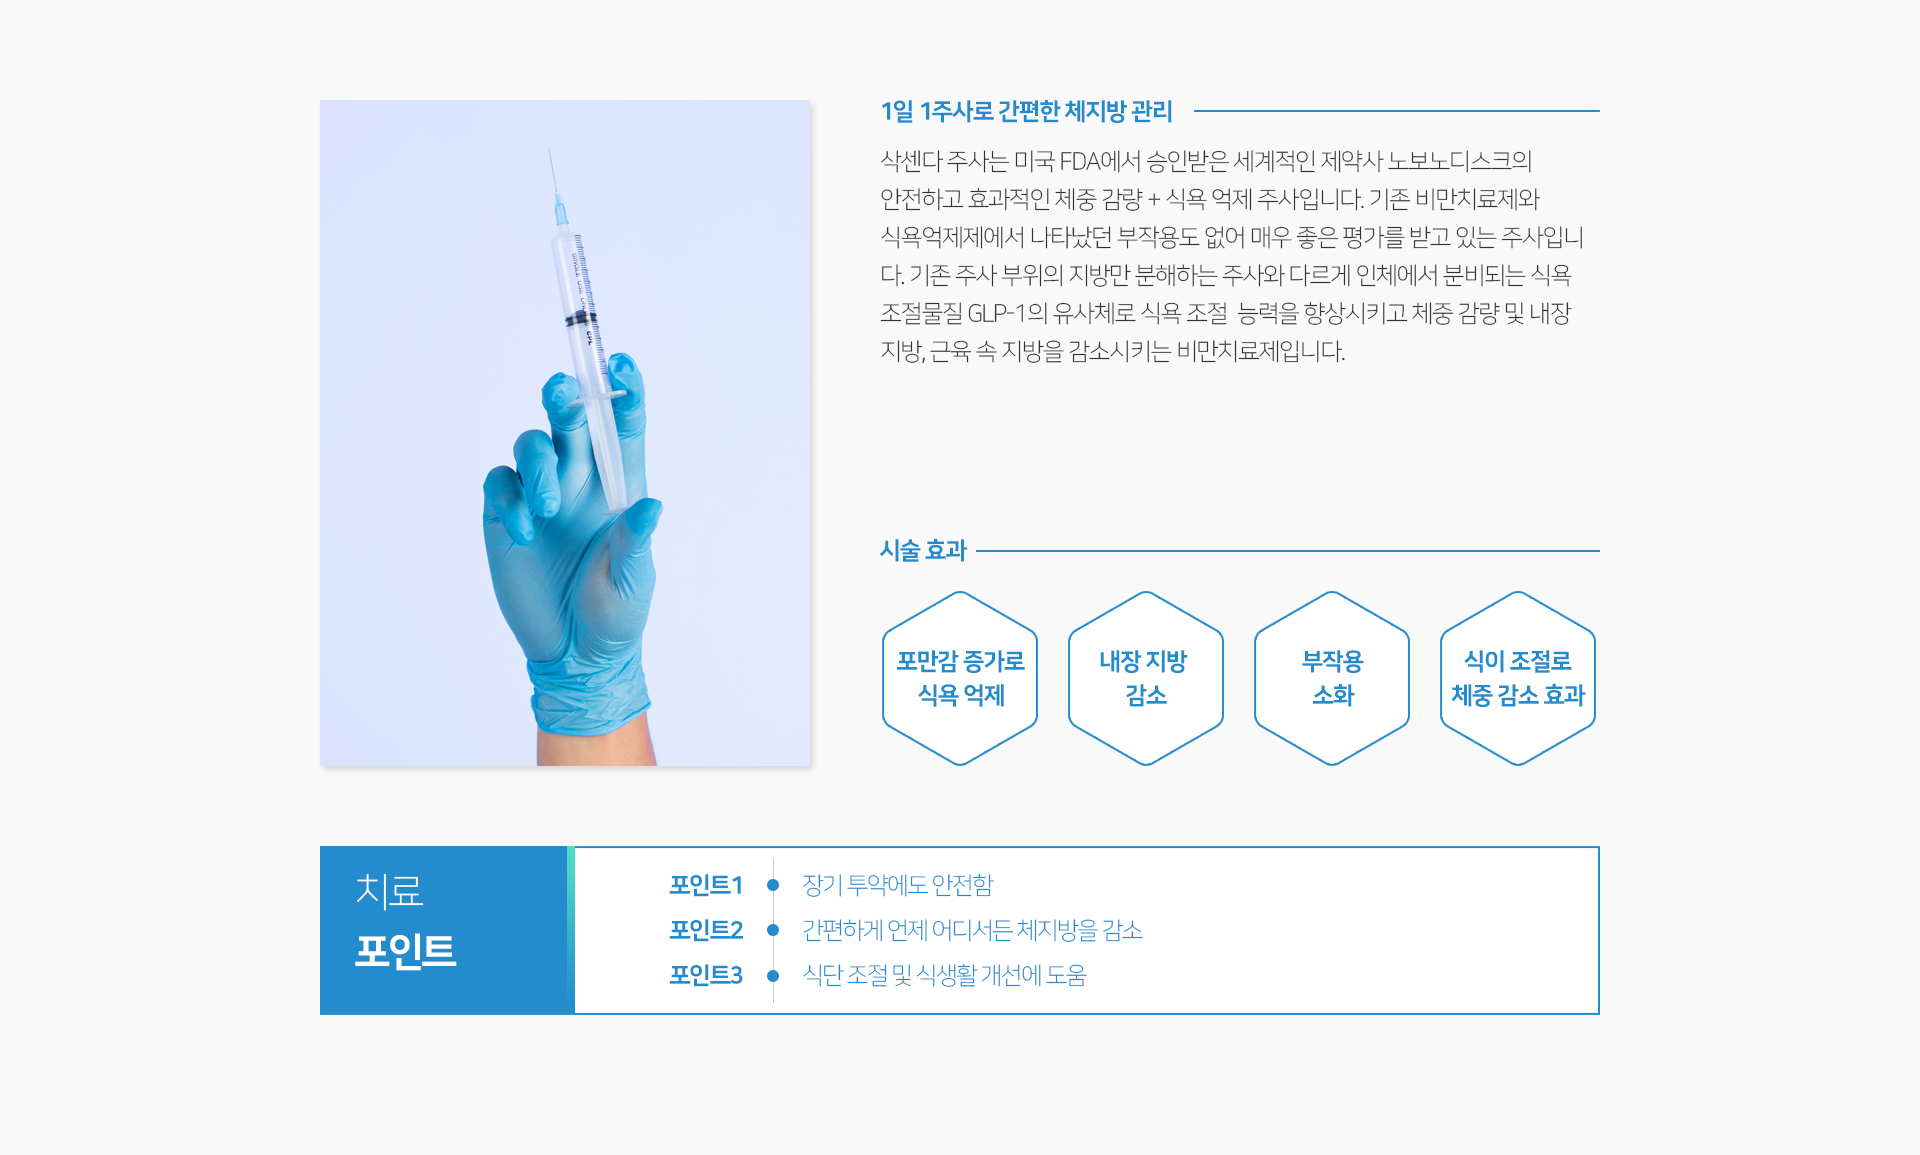 1일 1주사로 간편한 체지방 관리
삭센다 주사는 미국 FDA에서 승인받은 세계적인 제약사 노보노디스크의
안전하고 효과적인 체중 감량 + 식욕 억제 주사입니다. 기존 비만치료제와
식욕억제제에서 나타났던 부작용도 없어 매우 좋은 평가를 받고 있는 주사입니
다. 기존 주사 부위의 지방만 분해하는 주사와 다르게 인체에서 분비되는 식욕
조절물질 GLP-1의 유사체로 식욕 조절  능력을 향상시키고 체중 감량 및 내장
지방, 근육 속 지방을 감소시키는 비만치료제입니다.
시술 효과
포만감 증가로
식욕 억제
내장 지방
감소
부작용
소화
식이 조절로
체중 감소 효과
치료
포인트
포인트1 장기 투약에도 안전함
포인트2 간편하게 언제 어디서든 체지방을 감소
포인트3 식단 조절 및 식생활 개선에 도움